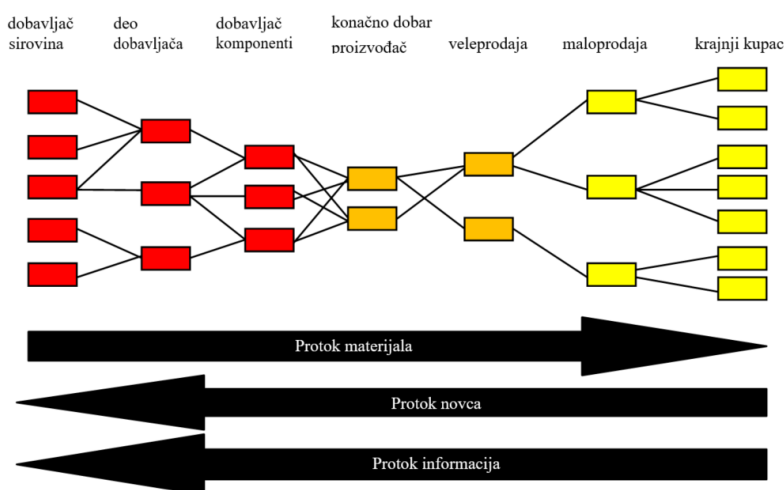 dobavljač
sirovina
deo
dobavljača
dobavljač
komponenti
konačno dobar
proizvođač
veleprodaja
maloprodaja
krajnji kupac
Protok materijala
Protok novca
Protok informacija